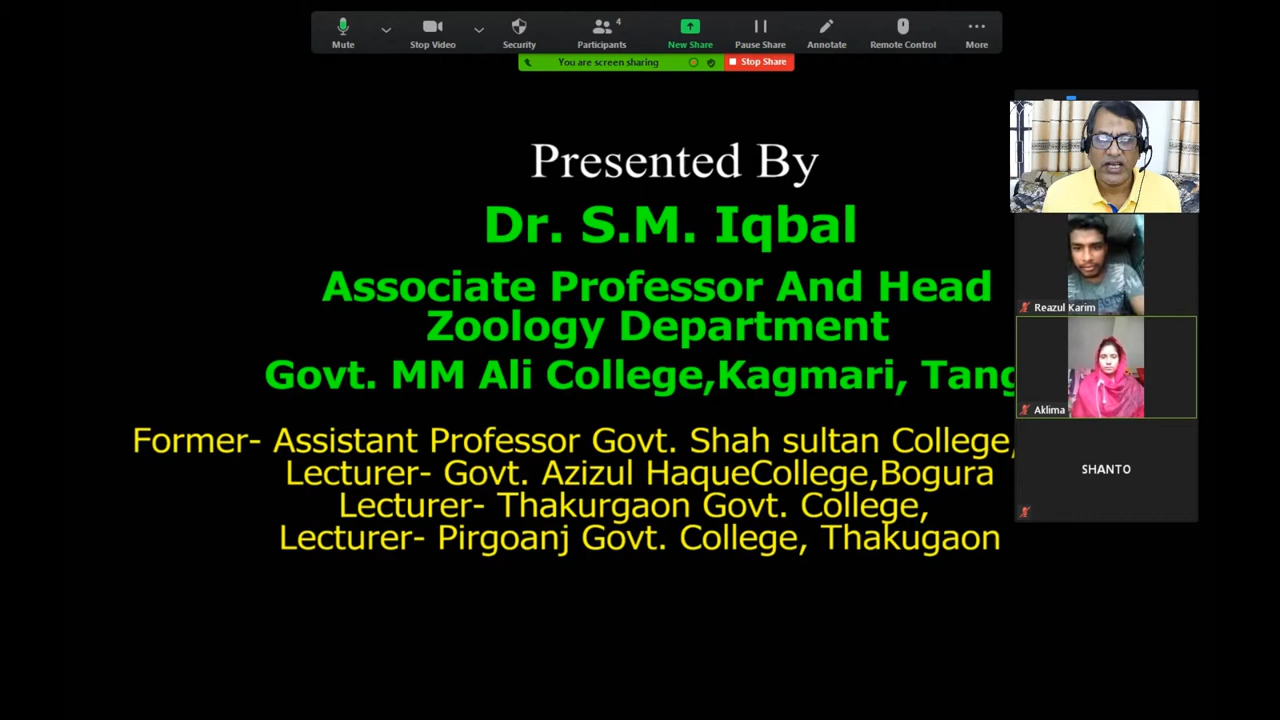 4
Mute
Stop Video
Security
Participants
New Share
Pause Share
Annotate
Remote Control
More
You are screen sharing
Stop Share
Presented By
Dr. S.M. Iqbal
Associate Professor And Head
Zoology Department
Govt. MM Ali College,Kagmari, Tang
Former- Assistant Professor Govt. Shah sultan College,
Lecturer- Govt. Azizul HaqueCollege,Bogura
Lecturer- Thakurgaon Govt. College,
Lecturer- Pirgoanj Govt. College, Thakugaon
Reazul Karim
Aklima
SHANTO